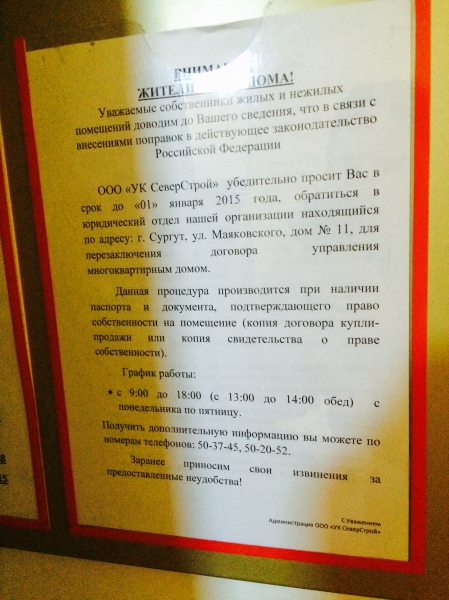 ЖИТЕЛИ ДОМА!
Уважаемые собственники жилых и нежилых
помещений доводим до Вашего сведения, что в связи с
внесениями поправок в действующее законодательство
Российской Федерации
ООО «УК СеверСтрой» убедительно просит Вас в
срок до «01» января 2015 года, обратиться в
юридический отдел нашей организации находящийся
по адресу: г. Сургут, ул. Маяковского, дом № 11, для
перезаключения договора управления
многоквартирным домом.
Данная процедура производится при наличии
паспорта и документа, подтверждающего право
собственности на помещение (копия договора купли-
продажи или копия свидетельства о праве
собственности).
График работы:
• с 9:00 до 18:00 (с 13:00 до 14:00 обед) с
понедельника по пятницу.
Получить дополнительную информацию вы можете по
номерам телефонов: 50-37-45, 50-20-52.
Заранее приносим свои извинения за
предоставленные неудобства!
С Уважением
Администрация ООО «УК СеверСтрой»